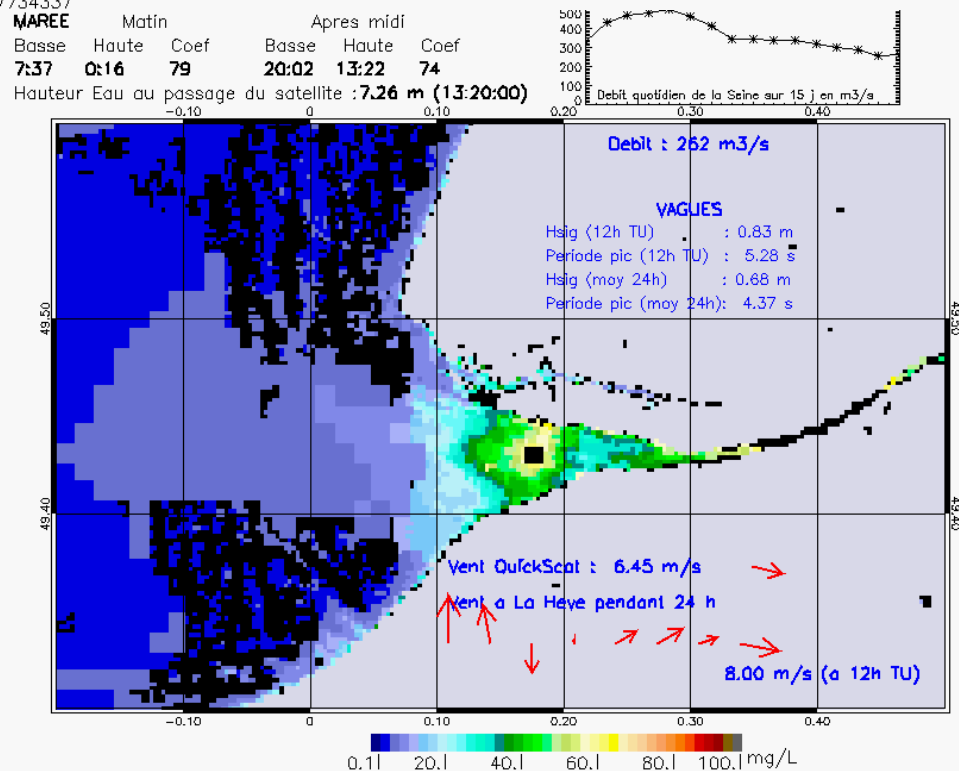 734337
MAREE Matin Apres midi
Basse Haute Coef Basse Haute Coef
7:37 0:16 79 20:02 13:22 74
Hauteur Eau au passage du satellite : 7.26 m (13:20:00)
500
400
300
200
100
0
Debit quotidien de la Seine sur 15 j en m3/s
-0.10 0 0.10 0.20 0.30 0.40
Debit : 262 m3/s
VAGUES
Hsig (12h TU) : 0.83 m
Periode pic (12h TU) : 5.28 s
Hsig (moy 24h) : 0.68 m
Periode pic (moy 24h): 4.37 s
49.50 49.50
49.40 49.40
Vent QuickScat : 6.45 m/s
Vent a La Heve pendant 24 h
8.00 m/s (a 12h TU)
-0.10 0 0.10 0.20 0.30 0.40
0.1 20. 40. 60. 80. 100. mg/L